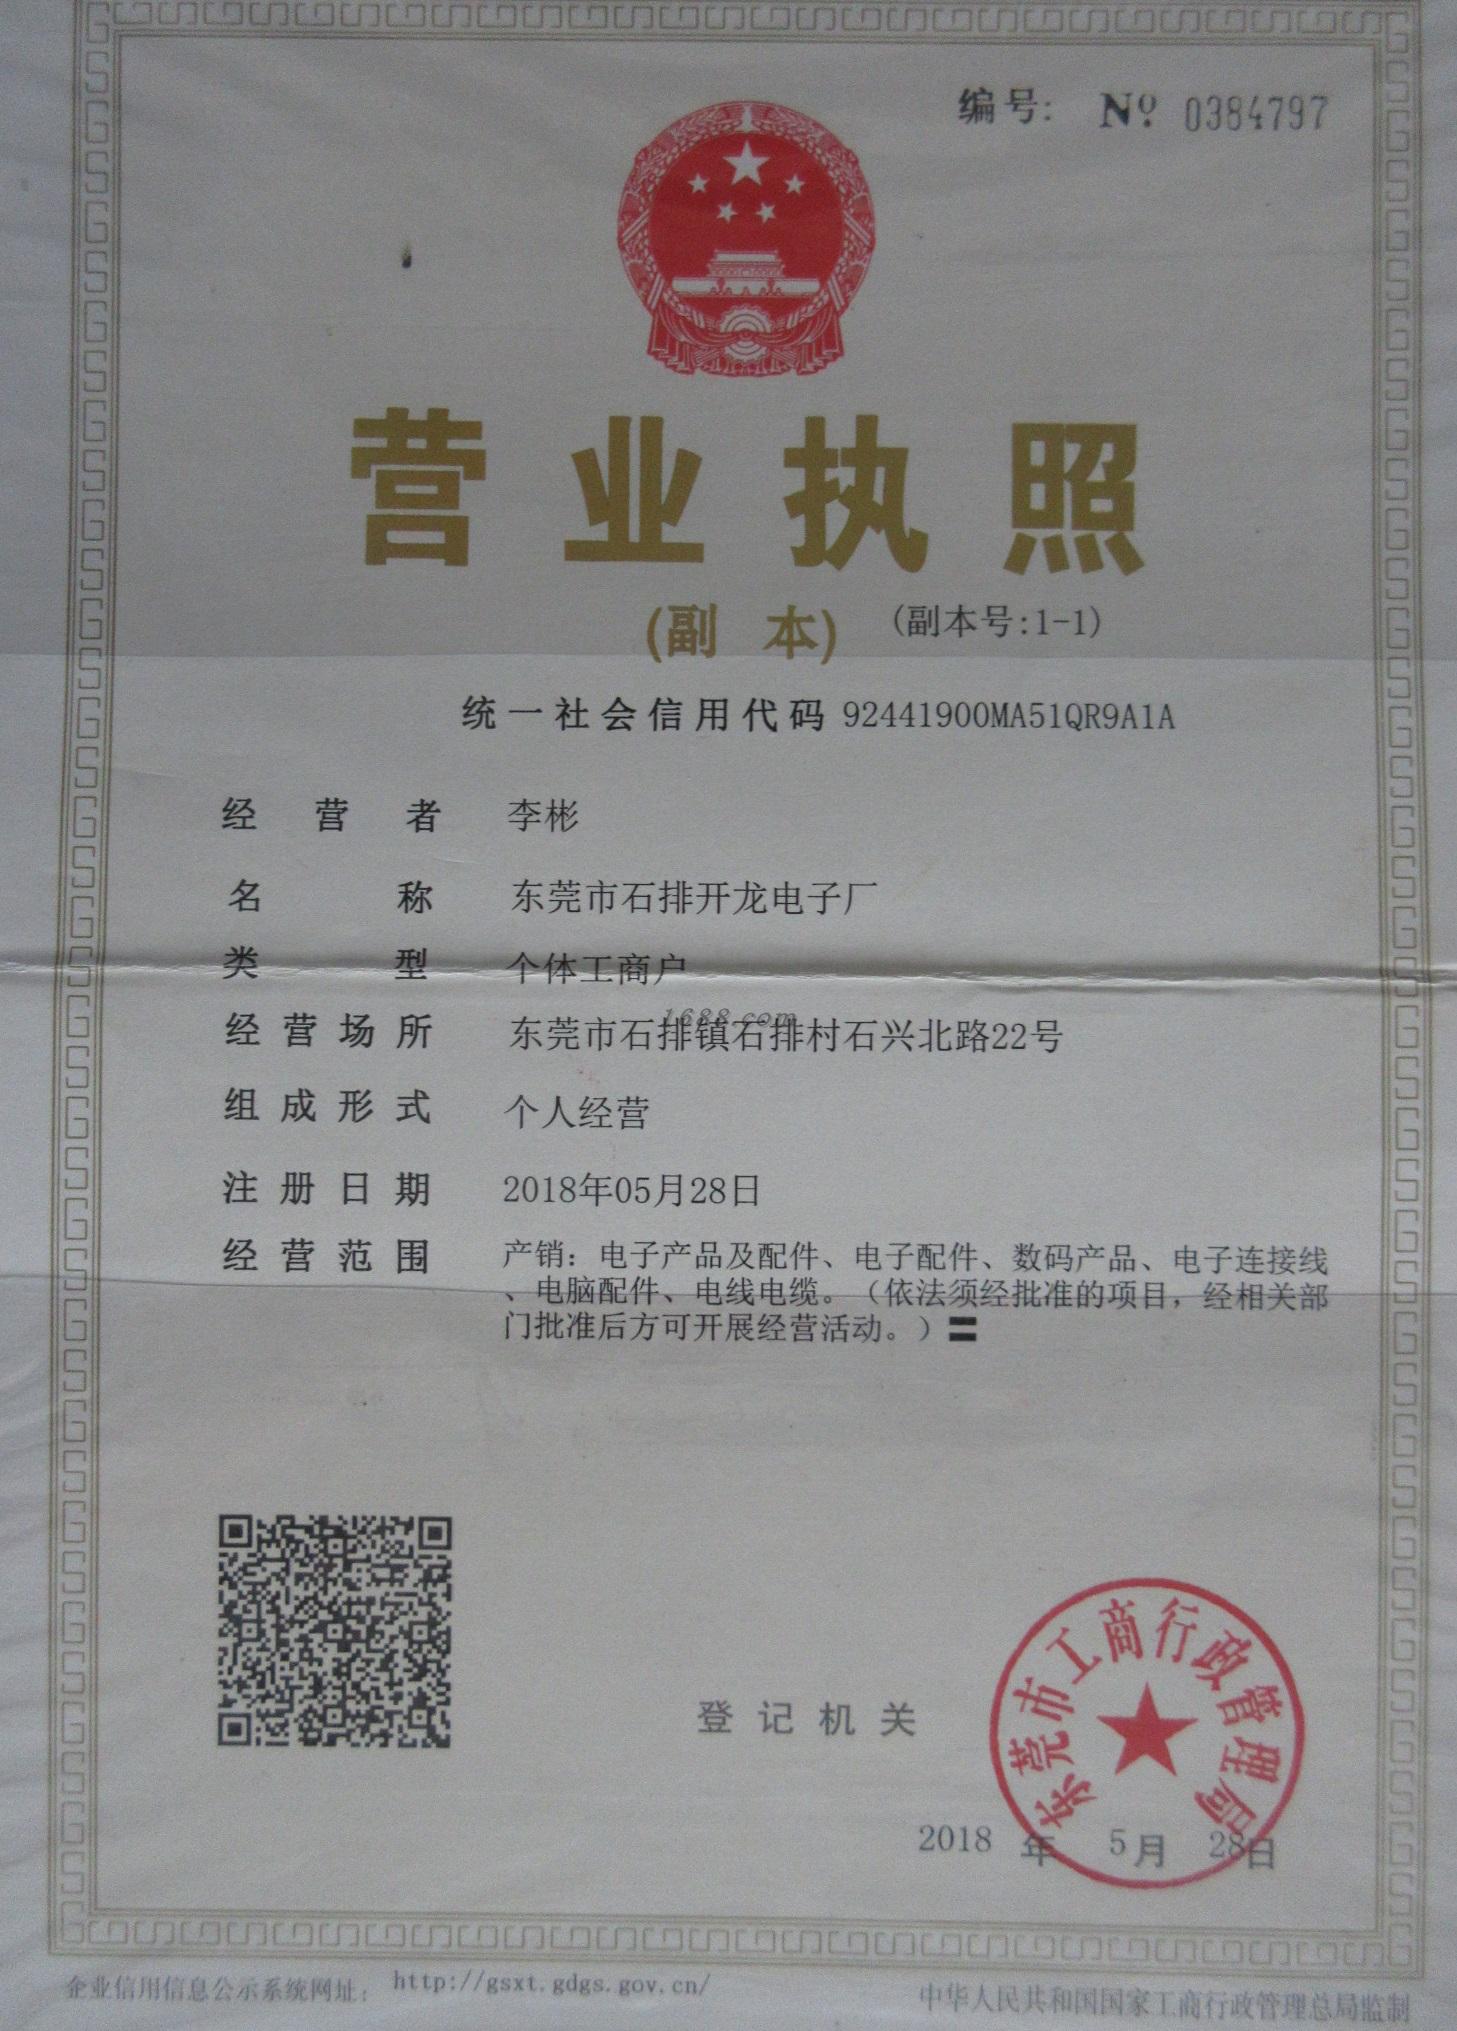 编号: Nº 0384797
营业执照
(副 本) (副本号:1-1)
统一社会信用代码 92441900MA51QR9A1A
经营者 李彬
名称 东莞市石排开龙电子厂
类型 个体工商户
1688.com
经营场所 东莞市石排镇石排村石兴北路22号
组成形式 个人经营
注册日期 2018年05月28日
经营范围 产销：电子产品及配件、电子配件、数码产品、电子连接线
、电脑配件、电线电缆。（依法须经批准的项目，经相关部
门批准后方可开展经营活动。）〓
东莞市工商行政管理局
登记机关
2018 年 5 月 28 日
企业信用信息公示系统网址： http://gsxt.gdgs.gov.cn/ 中华人民共和国国家工商行政管理总局监制